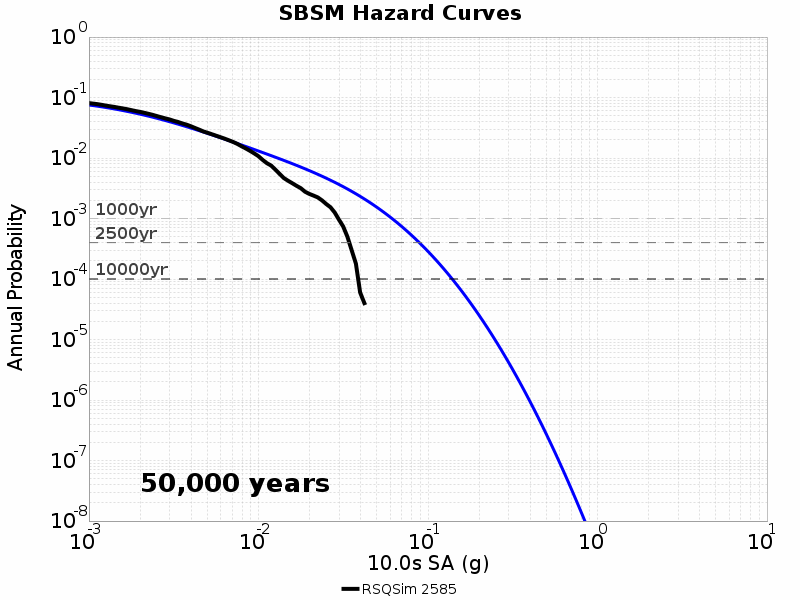 SBSM Hazard Curves
10^0
10^-1
10^-2
10^-3
10^-4
10^-5
10^-6
10^-7
10^-8
Annual Probability
1000yr
2500yr
10000yr
50,000 years
10^-3 10^-2 10^-1 10^0 10^1
10.0s SA (g)
RSQSim 2585